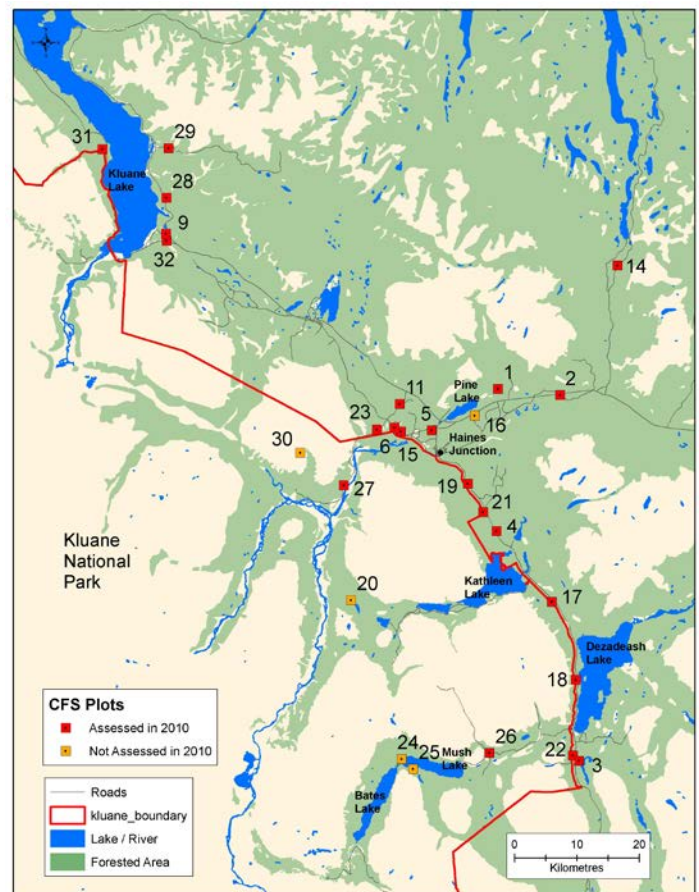 31
29
Kluane
Lake
28
9
32
14
1
2
11
Pine
Lake
23
5
16
6
15
Haines
Junction
30
27
19
21
4
Kluane
National
Park
20
Kathleen
Lake
17
Dezadeash
Lake
18
CFS Plots
Assessed in 2010
Not Assessed in 2010
24
25
Mush
Lake
26
22
3
Bates
Lake
Roads
kluane_boundary
Lake / River
Forested Area
0 10 20
Kilometres